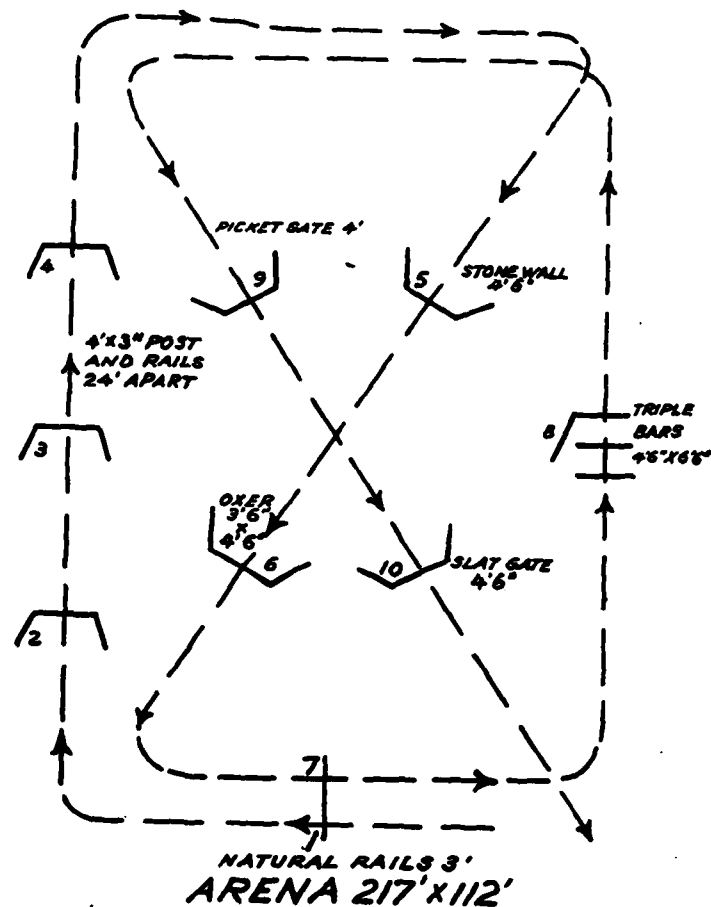 PICKET GATE 4'
4
9
5
STONEWALL
4'6"
4'X3" POST
AND RAILS
24' APART
3
8
TRIPLE
BARS
4'6"X6'6"
OXER
3'6"
X
4'6"
6
10
SLAT GATE
4'6"
2
7
1
NATURAL RAILS 3'
ARENA 217'X112'